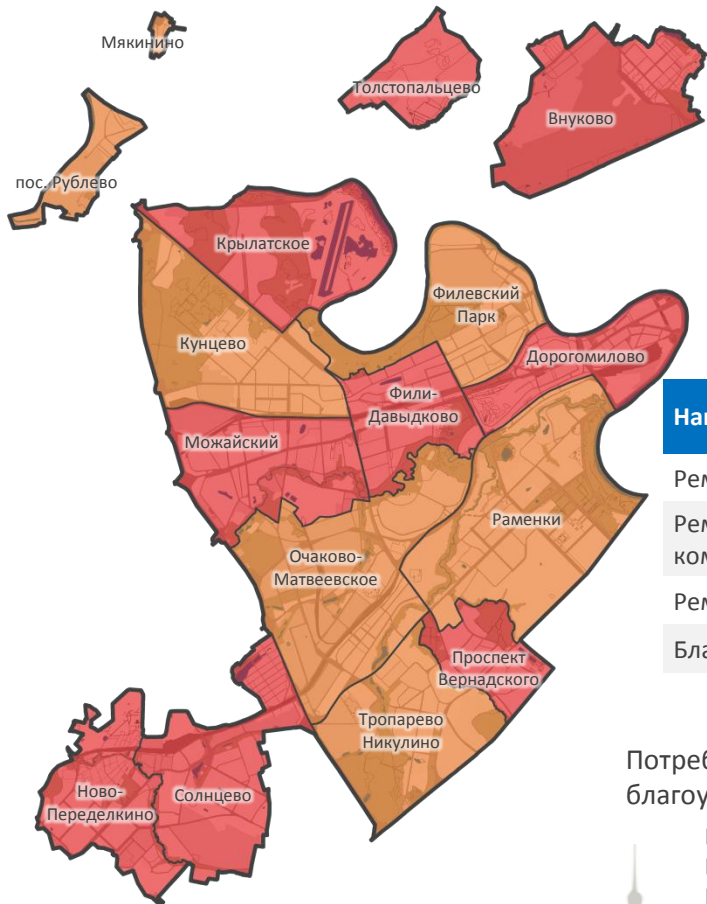 Мякинино
Толстопальцево
Внуково
пос. Рублево
Крылатское
Филевский
Парк
Кунцево
Дорогомилово
Фили-
Давыдково
Можайский
Раменки
Очаково-
Матвеевское
Проспект
Вернадского
Тропарево
Никулино
Ново-
Переделкино
Солнцево